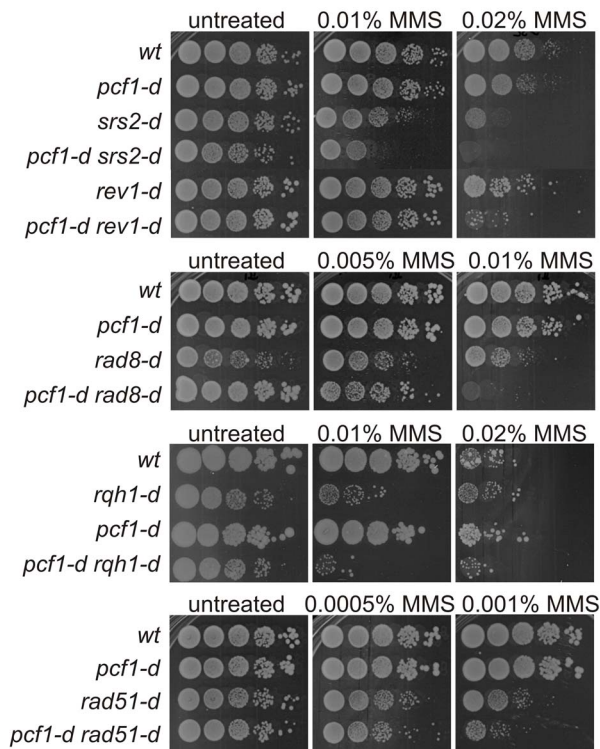 untreated 0.01% MMS 0.02% MMS
wt
pcf1-d
srs2-d
pcf1-d srs2-d
rev1-d
pcf1-d rev1-d
untreated 0.005% MMS 0.01% MMS
wt
pcf1-d
rad8-d
pcf1-d rad8-d
untreated 0.01% MMS 0.02% MMS
wt
rqh1-d
pcf1-d
pcf1-d rqh1-d
untreated 0.0005% MMS 0.001% MMS
wt
pcf1-d
rad51-d
pcf1-d rad51-d